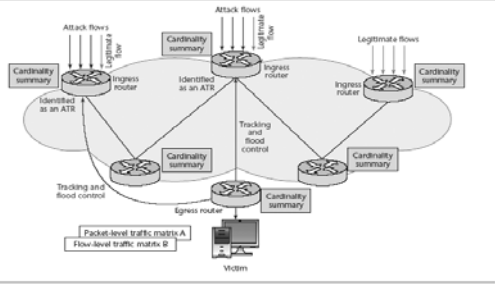 Attack flows
Attack flows
Legitimate flows
Legitimate
flow
Legitimate
flow
Cardinality
summary
Cardinality
summary
Cardinality
summary
Ingress
router
Identified
as an ATR
Ingress
router
Identified
as an ATR
Ingress
router
Tracking
and
flood
control
Cardinality
summary
Cardinality
summary
Tracking and
flood control
Cardinality
summary
Egress router
Packet-level traffic matrix A
Flow-level traffic matrix B
Victim